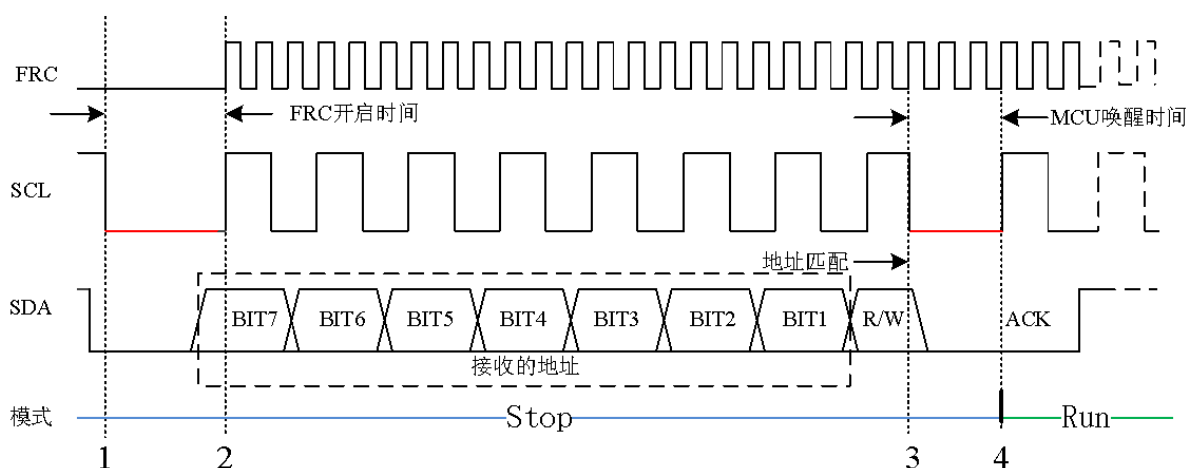 FRC
FRC开启时间
MCU唤醒时间
SCL
地址匹配
SDA
BIT7 BIT6 BIT5 BIT4 BIT3 BIT2 BIT1 R/W ACK
接收的地址
模式 Stop Run
1 2 3 4